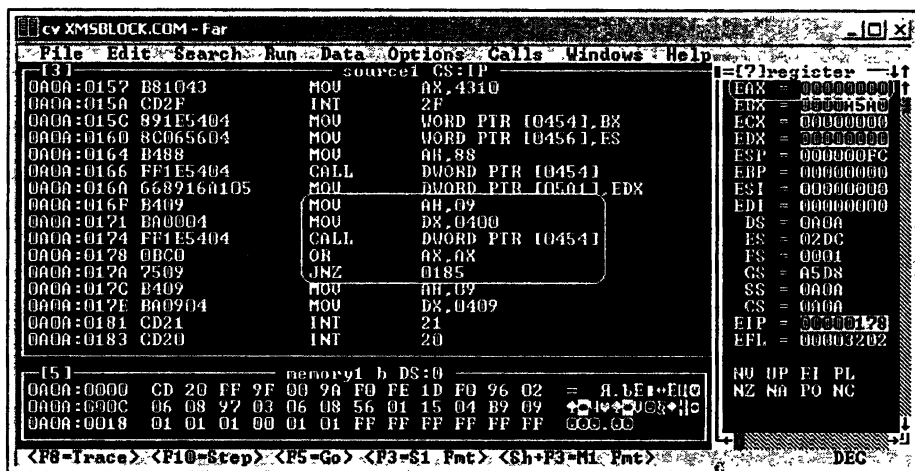 cv XMSBLOCK.COM - Far
File Edit Search Run Data Options Calls Windows Help
[3] source1 CS:IP
0A0A:0157 B81043 MOV AX,4310
0A0A:015A CD2F INT 2F
0A0A:015C 891E5404 MOV WORD PTR [0454],BX
0A0A:0160 8C065604 MOV WORD PTR [0456],ES
0A0A:0164 B488 MOV AH,88
0A0A:0166 FF1E5404 CALL DWORD PTR [0454]
0A0A:016A 668916A105 MOV DWORD PTR [05A1],EDX
0A0A:016F B409 MOV AH,09
0A0A:0171 BA0004 MOV DX,0400
0A0A:0174 FF1E5404 CALL DWORD PTR [0454]
0A0A:0178 0BC0 OR AX,AX
0A0A:017A 7509 JNZ 0185
0A0A:017C B409 MOV AH,09
0A0A:017E BA0904 MOV DX,0409
0A0A:0181 CD21 INT 21
0A0A:0183 CD20 INT 20
[5] memory1 b DS:0
0A0A:0000 CD 20 FF 9F 00 9A F0 FE 1D F0 96 02
0A0A:000C 06 08 97 03 06 08 56 01 15 04 B9 09
0A0A:0018 01 01 01 00 01 01 FF FF FF FF FF FF
=[?]register
EAX = 00000000
EBX = 0000A5A0
ECX = 00000000
EDX = 00000000
ESP = 000000FC
EBP = 00000000
ESI = 00000000
EDI = 00000000
DS = 0A0A
ES = 02DC
FS = 0001
GS = A5D8
SS = 0A0A
CS = 0A0A
EIP = 00000178
EFL = 00003202
NV UP EI PL
NZ NA PO NC
<F8=Trace> <F10=Step> <F5=Go> <F3=S1 Fmt> <Sh+F3=M1 Fmt> DEC